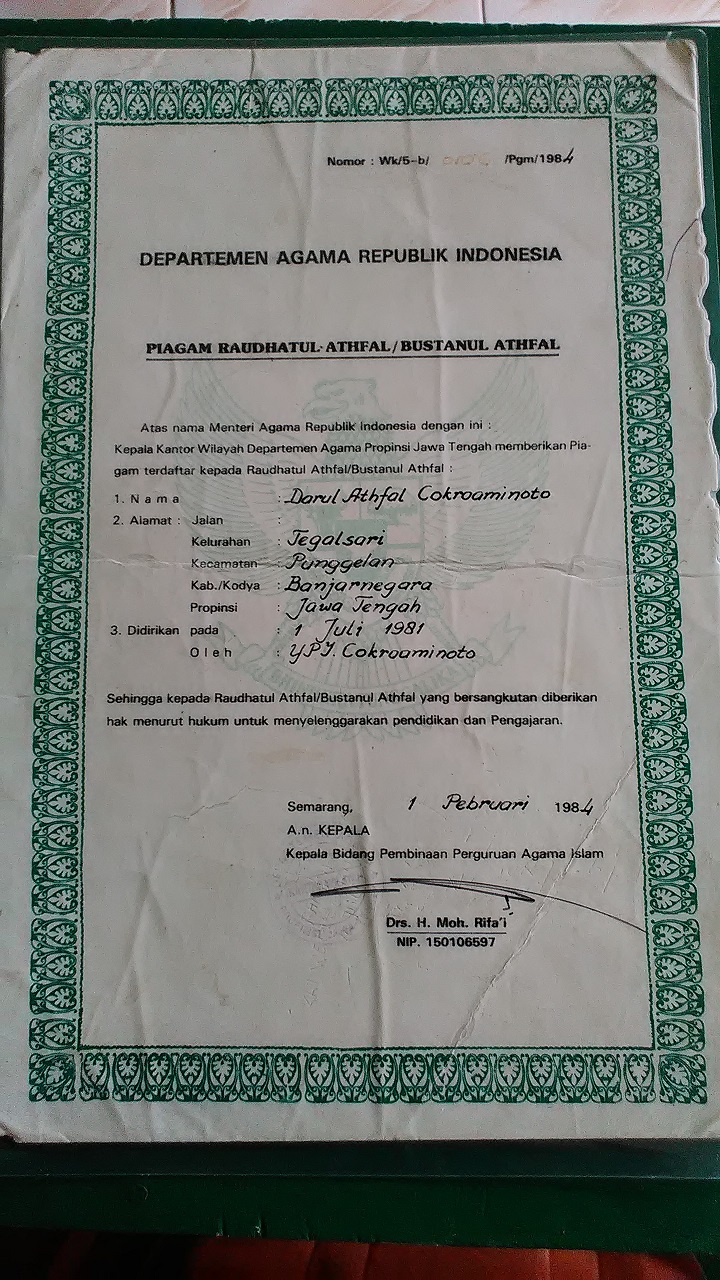 Nomor : Wk/5-b/ /Pgm/1984
DEPARTEMEN AGAMA REPUBLIK INDONESIA
PIAGAM RAUDHATUL-ATHFAL/BUSTANUL ATHFAL
Atas nama Menteri Agama Republik Indonesia dengan ini :
Kepala Kantor Wilayah Departemen Agama Propinsi Jawa Tengah memberikan Pia-
gam terdaftar kepada Raudhatul Athfal/Bustanul Athfal :
1. N a m a : Darul Athfal Cokroaminoto
2. Alamat : Jalan :
Kelurahan : Tegalsari
Kecamatan : Punggelan
Kab./Kodya : Banjarnegara
Propinsi : Jawa Tengah
3. Didirikan pada : 1 Juli 1981
O l e h : Y.P.I. Cokroaminoto
Sehingga kepada Raudhatul Athfal/Bustanul Athfal yang bersangkutan diberikan
hak menurut hukum untuk menyelenggarakan pendidikan dan Pengajaran.
Semarang, 1 Pebruari 1984
A.n. KEPALA
Kepala Bidang Pembinaan Perguruan Agama Islam
Drs. H. Moh. Rifa'i
NIP. 150106597